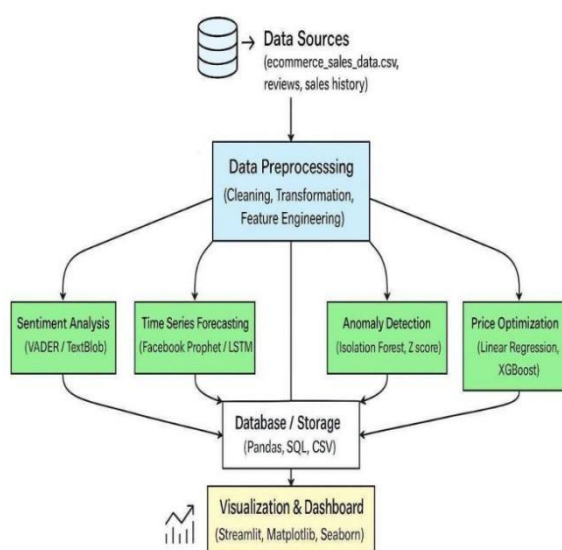 Data Sources
(ecommerce_sales_data.csv,
reviews, sales history)
Data Preprocesssing
(Cleaning, Transformation,
Feature Engineering)
Sentiment Analysis
(VADER / TextBlob)
Time Series Forecasting
(Facebook Prophet / LSTM
Anomaly Detection
(Isolation Forest, Z score)
Price Optimization
(Linear Regression,
XGBoost)
Database / Storage
(Pandas, SQL, CSV)
Visualization & Dashboard
(Streamlit, Matplotlib, Seaborn)